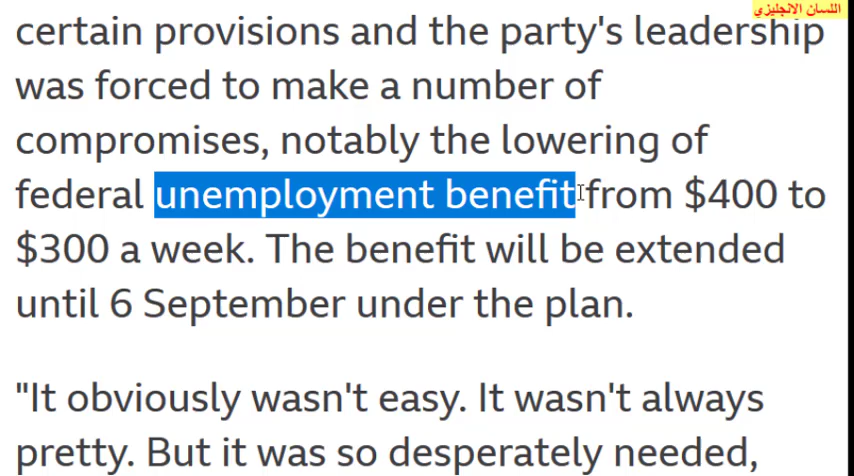 اللسان الانجليزي
certain provisions and the party's leadership
was forced to make a number of
compromises, notably the lowering of
federal unemployment benefit from $400 to
$300 a week. The benefit will be extended
until 6 September under the plan.
"It obviously wasn't easy. It wasn't always
pretty. But it was so desperately needed,